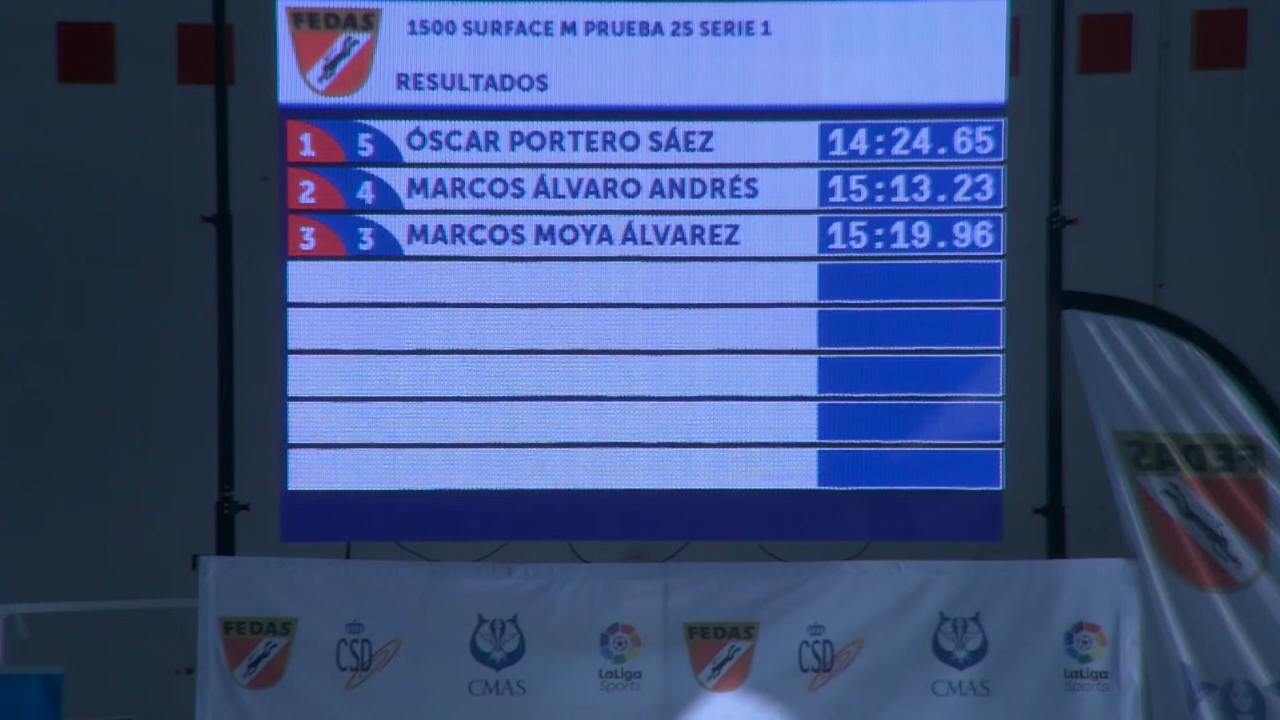 FEDAS
1500 SURFACE M PRUEBA 25 SERIE 1
RESULTADOS
1 5 ÓSCAR PORTERO SÁEZ 14:24.65
2 4 MARCOS ÁLVARO ANDRÉS 15:13.23
3 3 MARCOS MOYA ÁLVAREZ 15:19.96
FEDAS
FEDAS CSD CMAS LaLiga Sports FEDAS CSD CMAS LaLiga Sports